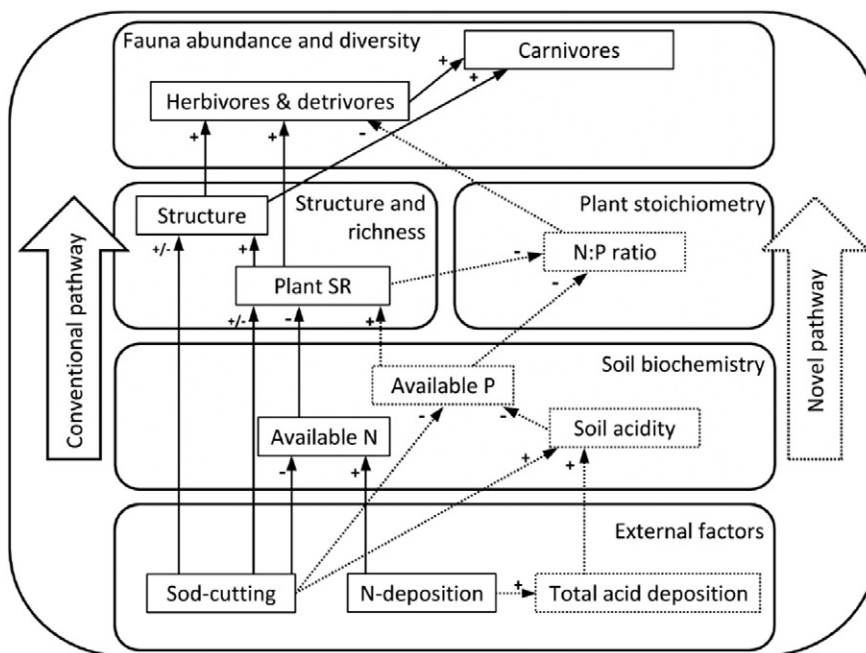 Fauna abundance and diversity
Carnivores
+
+
Herbivores & detrivores
+
+
-
Structure
Structure and
richness
Plant stoichiometry
+/-
+
-
N:P ratio
Plant SR
-
+/-
-
+
Soil biochemistry
Available P
-
-
Available N
Soil acidity
-
+
+
+
External factors
Sod-cutting
N-deposition
+
Total acid deposition
Conventional pathway
Novel pathway